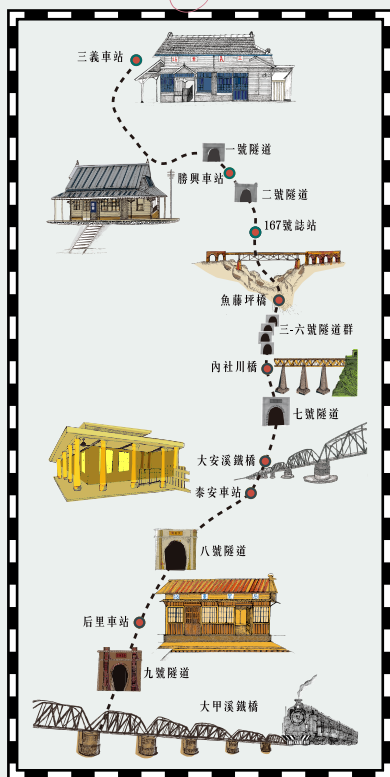 三義車站
一號隧道
勝興車站
二號隧道
167號誌站
魚藤坪橋
三-六號隧道群
內社川橋
七號隧道
大安溪鐵橋
泰安車站
八號隧道
后里車站
九號隧道
大甲溪鐵橋